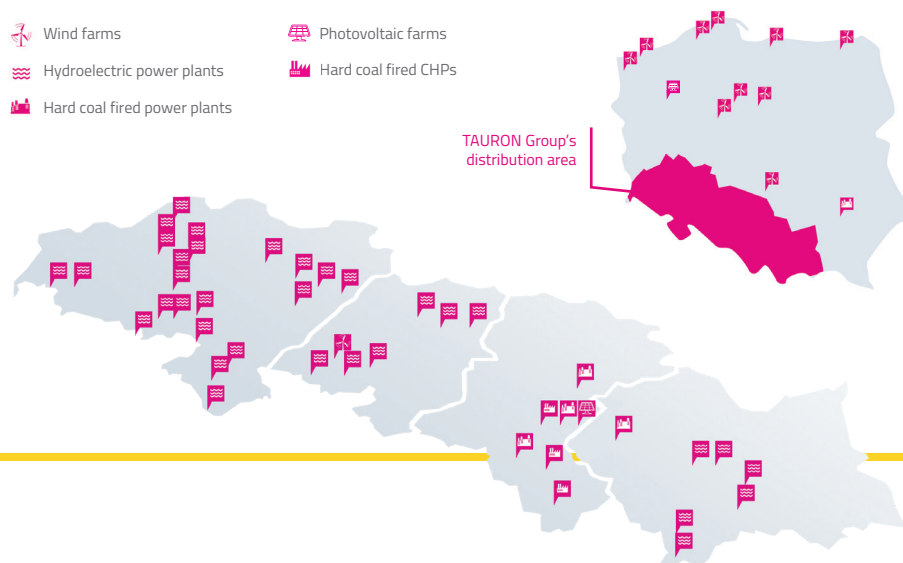 Wind farms
Hydroelectric power plants
Hard coal fired power plants
Photovoltaic farms
Hard coal fired CHPs
TAURON Group's
distribution area